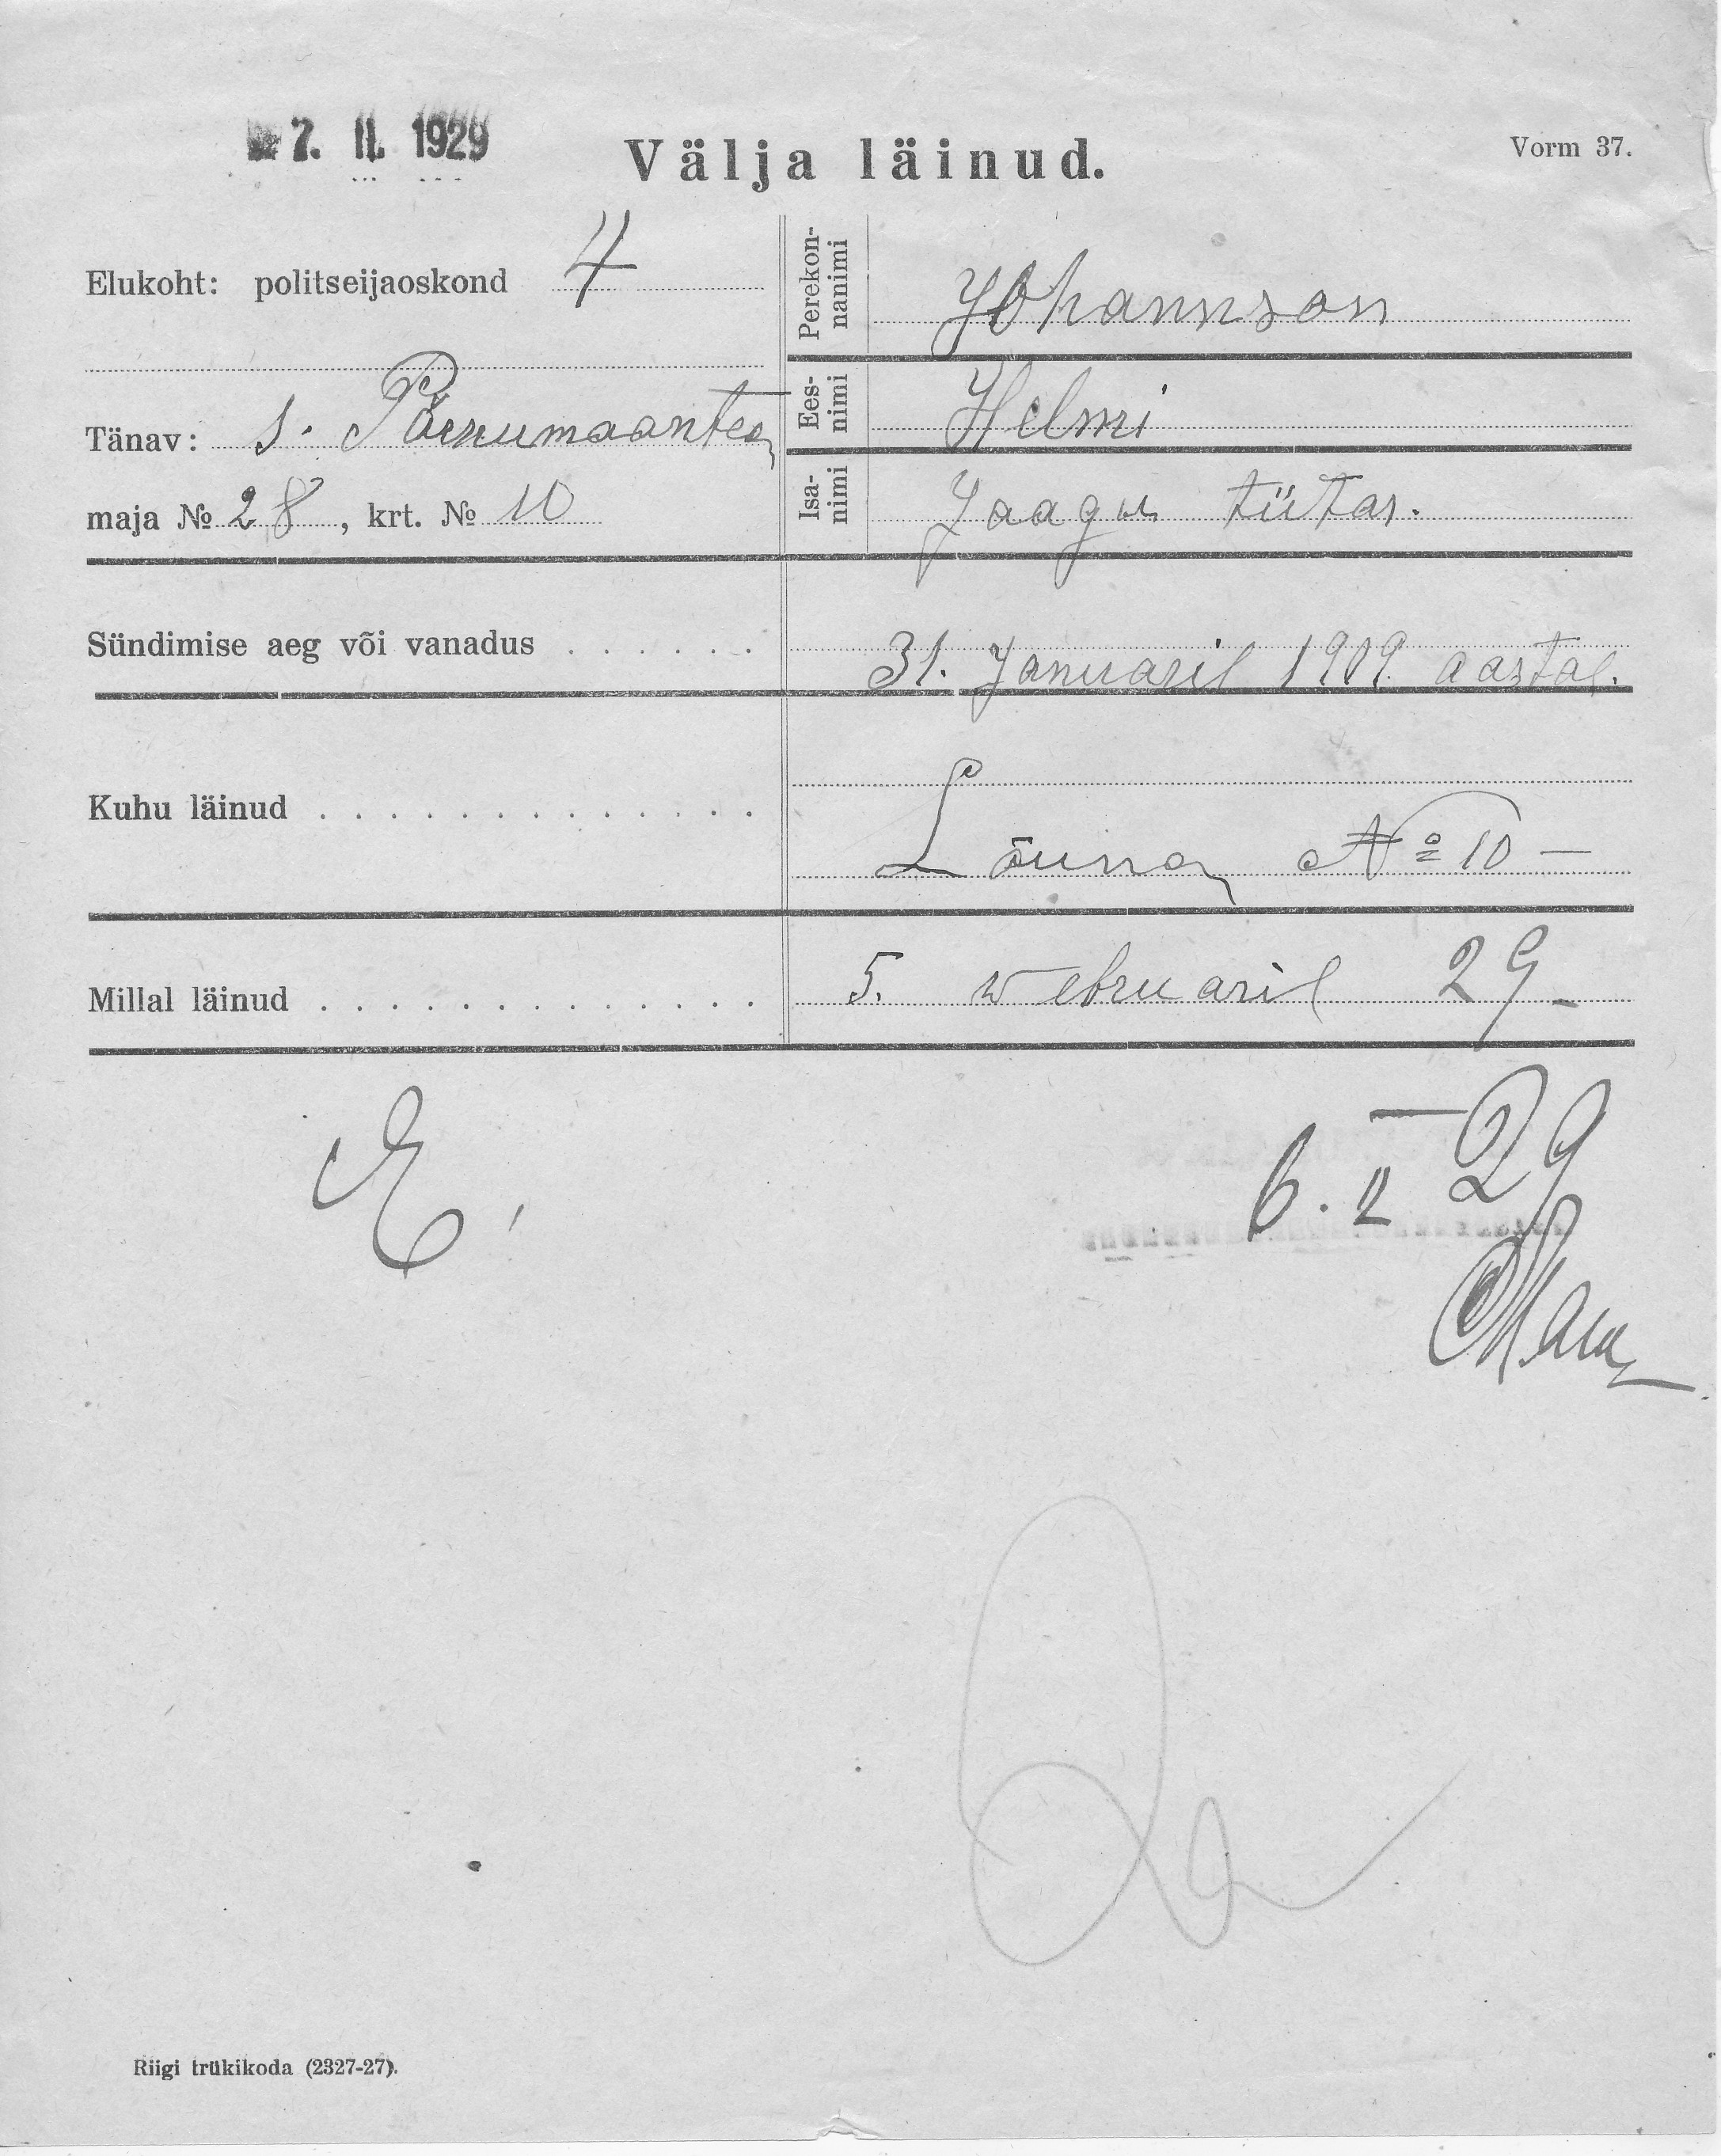 7. II. 1929
Välja läinud.
Vorm 37.
Elukoht: politseijaoskond 4
Perekon-
nanimi
Johannson
Tänav: s. Pärnumaantee
Ees-
nimi
Helmi
maja № 28, krt. № 10
Isa-
nimi
Jaagu tütar.
Sündimise aeg või vanadus . . . . . .
31. Januaril 1909. aastal.
Kuhu läinud . . . . . . . . . . . . .
Lõuna № 10 —
Millal läinud . . . . . . . . . . . . .
5. webruaril 29-
6. II 29
Riigi trükikoda (2327-27).